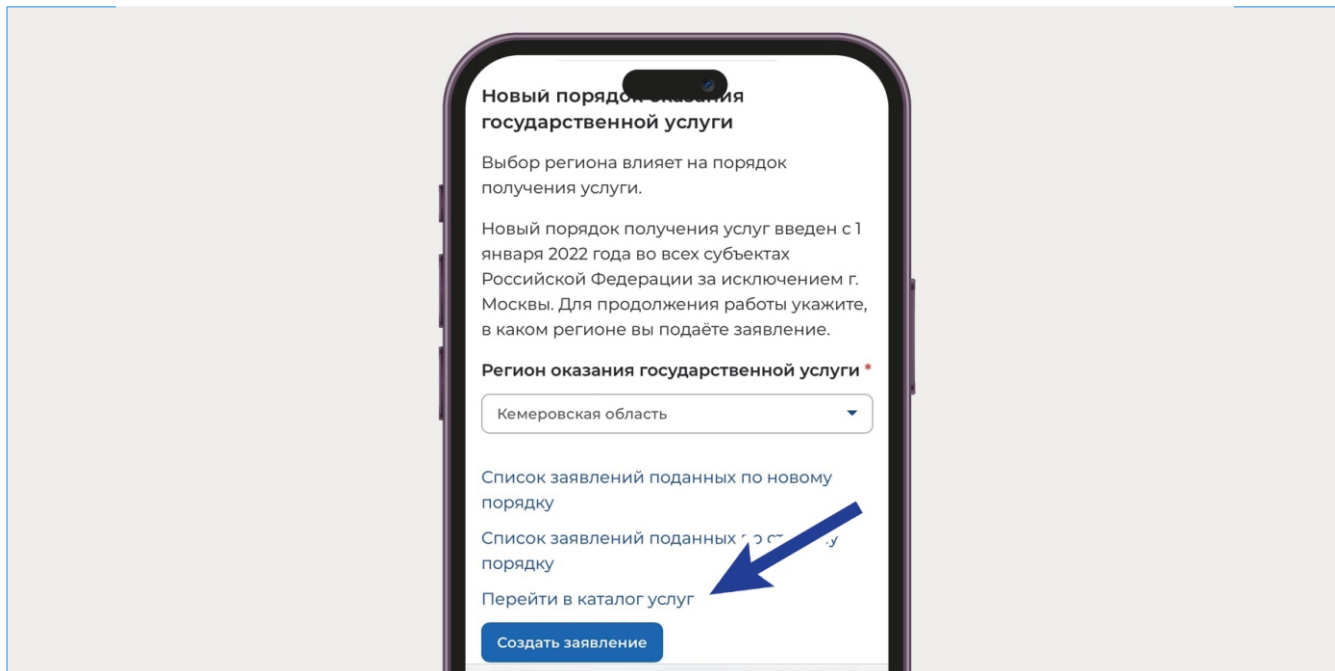 Новый
государственной услуги
Выбор региона влияет на порядок
получения услуги.
Новый порядок получения услуг введен с 1
января 2022 года во всех субъектах
Российской Федерации за исключением г.
Москвы. Для продолжения работы укажите,
в каком регионе вы подаёте заявление.
Регион оказания государственной услуги *
Кемеровская область
Список заявлений поданных по новому
порядку
Список заявлений поданных
порядку
Перейти в каталог услуг
Создать заявление